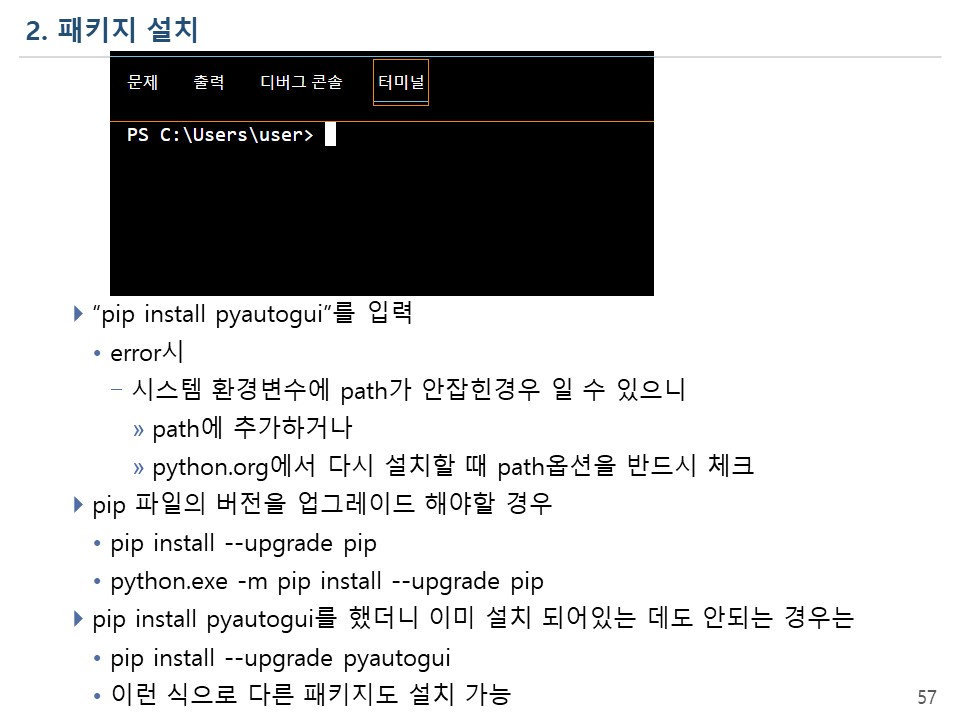 2. 패키지 설치
문제 출력 디버그 콘솔 터미널
PS C:\Users\user>
”pip install pyautogui“를 입력
error시
시스템 환경변수에 path가 안잡힌경우 일 수 있으니
path에 추가하거나
python.org에서 다시 설치할 때 path옵션을 반드시 체크
pip 파일의 버전을 업그레이드 해야할 경우
pip install --upgrade pip
python.exe -m pip install --upgrade pip
pip install pyautogui를 했더니 이미 설치 되어있는 데도 안되는 경우는
pip install --upgrade pyautogui
이런 식으로 다른 패키지도 설치 가능
57